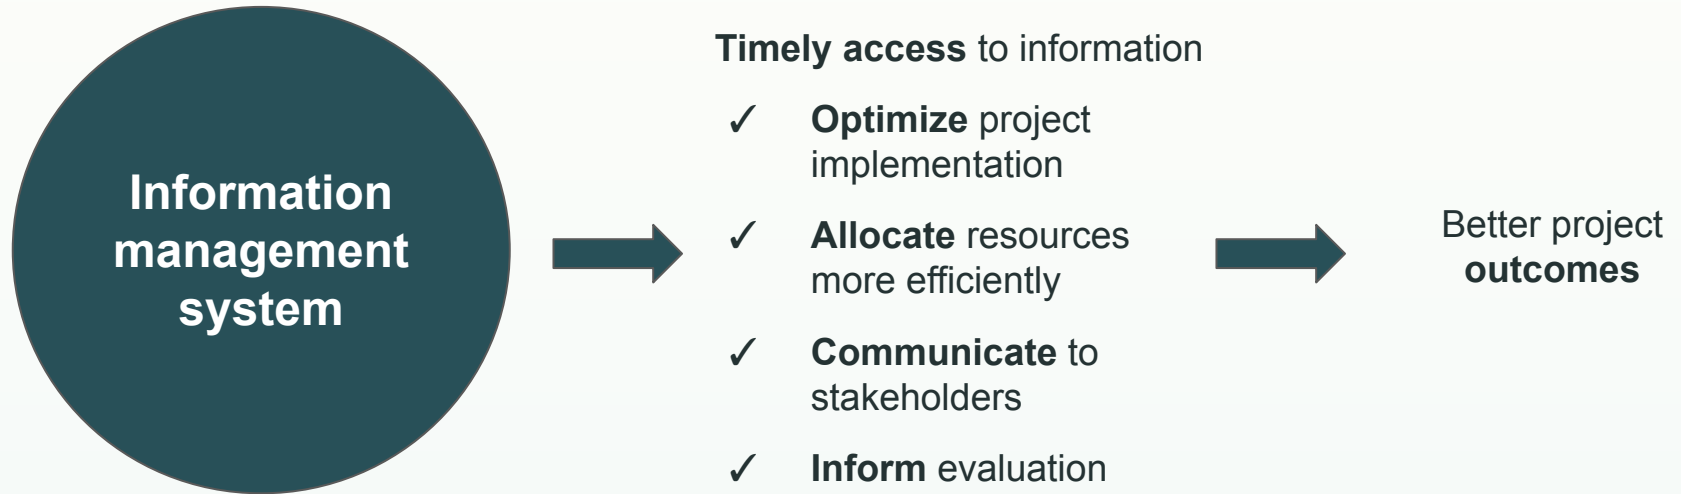 Information
management
system
Timely access to information
✓ Optimize project
implementation
✓ Allocate resources
more efficiently
✓ Communicate to
stakeholders
✓ Inform evaluation
Better project
outcomes